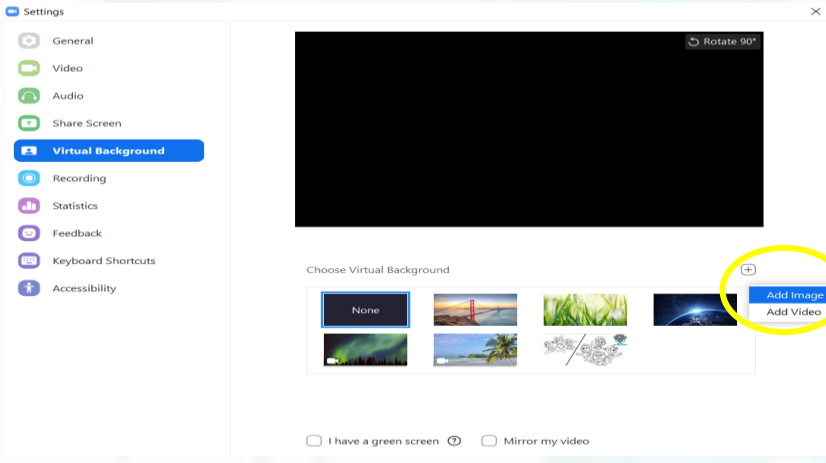 Settings
General
Video
Audio
Share Screen
Virtual Background
Recording
Statistics
Feedback
Keyboard Shortcuts
Accessibility
Rotate 90°
Choose Virtual Background
Add Image
Add Video
None
I have a green screen
Mirror my video